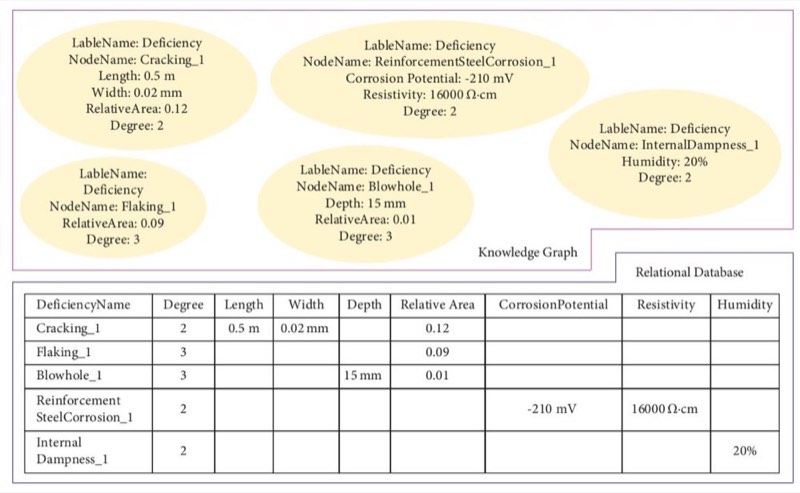 LableName: Deficiency
NodeName: Cracking_1
Length: 0.5 m
Width: 0.02 mm
RelativeArea: 0.12
Degree: 2
LableName: Deficiency
NodeName: ReinforcementSteelCorrosion_1
Corrosion Potential: -210 mV
Resistivity: 16000 Ω·cm
Degree: 2
LableName: Deficiency
NodeName: InternalDampness_1
Humidity: 20%
Degree: 2
LableName:
Deficiency
NodeName: Flaking_1
RelativeArea: 0.09
Degree: 3
LableName: Deficiency
NodeName: Blowhole_1
Depth: 15 mm
RelativeArea: 0.01
Degree: 3
Knowledge Graph
Relational Database
DeficiencyName Degree Length Width Depth Relative Area CorrosionPotential Resistivity Humidity
Cracking_1 2 0.5 m 0.02 mm 0.12
Flaking_1 3 0.09
Blowhole_1 3 15 mm 0.01
Reinforcement
SteelCorrosion_1 2 -210 mV 16000 Ω·cm
Internal
Dampness_1 2 20%